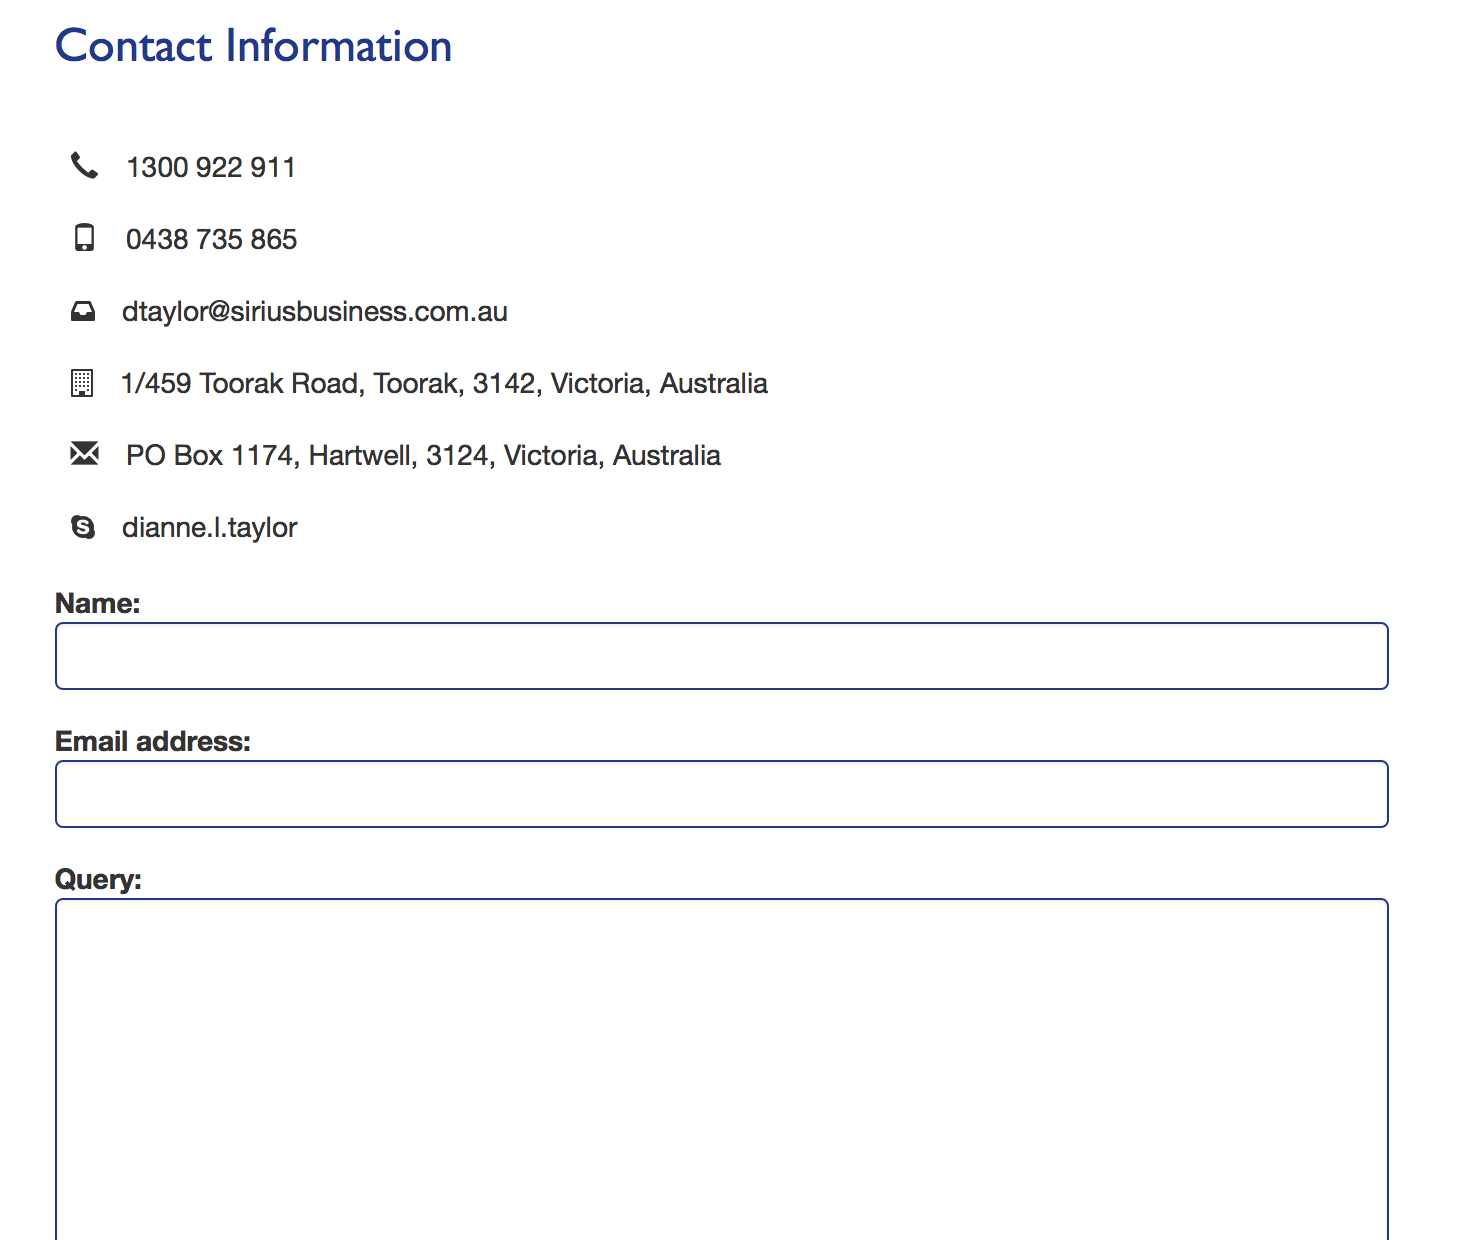 Contact Information
1300 922 911
0438 735 865
dtaylor@siriusbusiness.com.au
1/459 Toorak Road, Toorak, 3142, Victoria, Australia
PO Box 1174, Hartwell, 3124, Victoria, Australia
dianne.l.taylor
Name:
Email address:
Query: